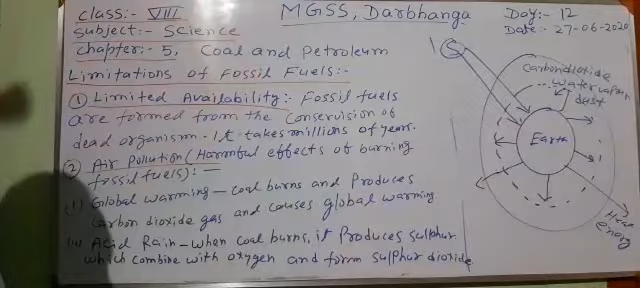 class:- VIII
MGSS, Darbhanga
Day:- 12
Subject:- Science
Date:- 27-06-2020
chapter:- 5, Coal and Petroleum
Limitations of Fossil Fuels:-
① Limited Availability:- Fossil fuels
are formed from the conservision of
dead organism. It takes millions of years.
② Air Pollution (Harmful effects of burning
fossil fuels):-
(i) Global warming - coal burns and Produces
Carbon dioxide gas and causes global warming
(ii) Acid Rain - when coal burns, it Produces sulphur
which combine with oxygen and form sulphur dioxide
S
Carbondioxide
water vapour
dust
Earth
Heat
energy